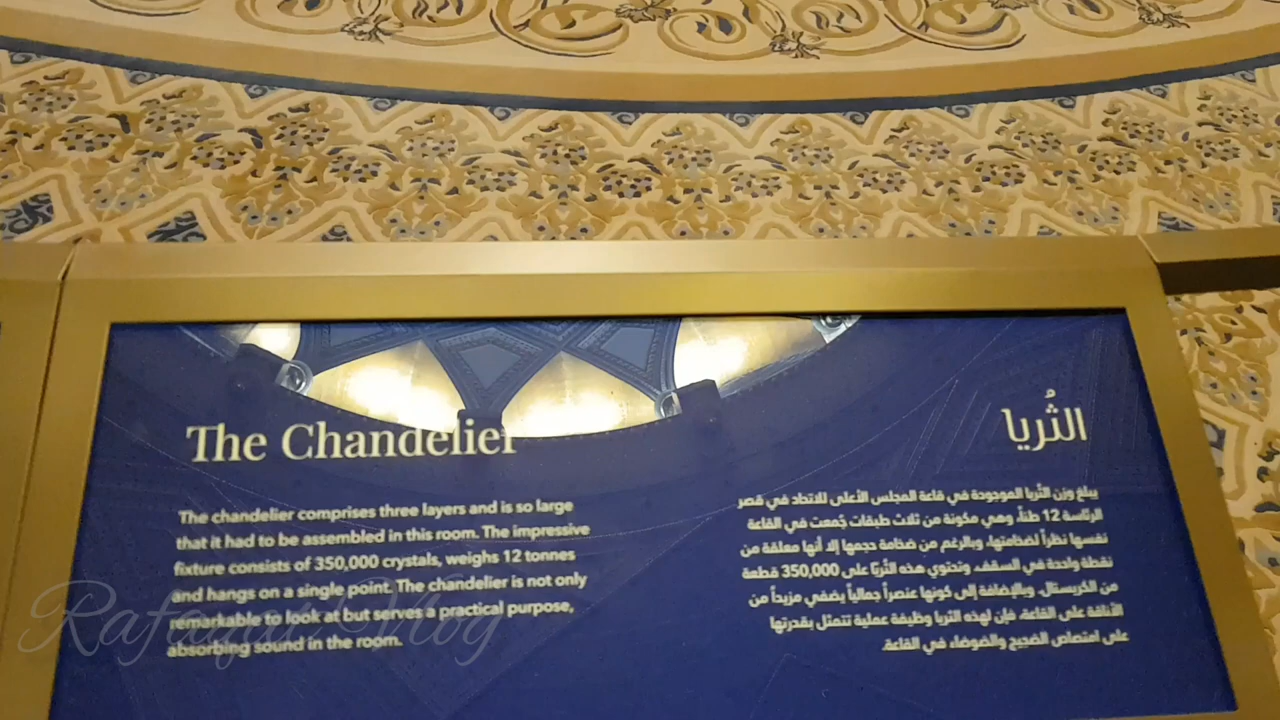 The Chandelier
The chandelier comprises three layers and is so large
that it had to be assembled in this room. The impressive
fixture consists of 350,000 crystals, weighs 12 tonnes
and hangs on a single point. The chandelier is not only
remarkable to look at but serves a practical purpose,
absorbing sound in the room.
الثُريا
يبلغ وزن الثُريا الموجودة في قاعة المجلس الأعلى للاتحاد في قصر
الرئاسة 12 طناً، وهي مكونة من ثلاث طبقات جُمعت في القاعة
نفسها نظراً لضخامتها، وبالرغم من ضخامة حجمها إلا أنها معلقة من
نقطة واحدة في السقف. وتحتوي هذه الثُريّا على 350,000 قطعة
من الكريستال. وبالإضافة إلى كونها عنصراً جمالياً يضفي مزيداً من
الأناقة على القاعة، فإن لهذه الثريا وظيفة عملية تتمثل بقدرتها
على امتصاص الضجيج والضوضاء في القاعة.
Rafaqat Vlog